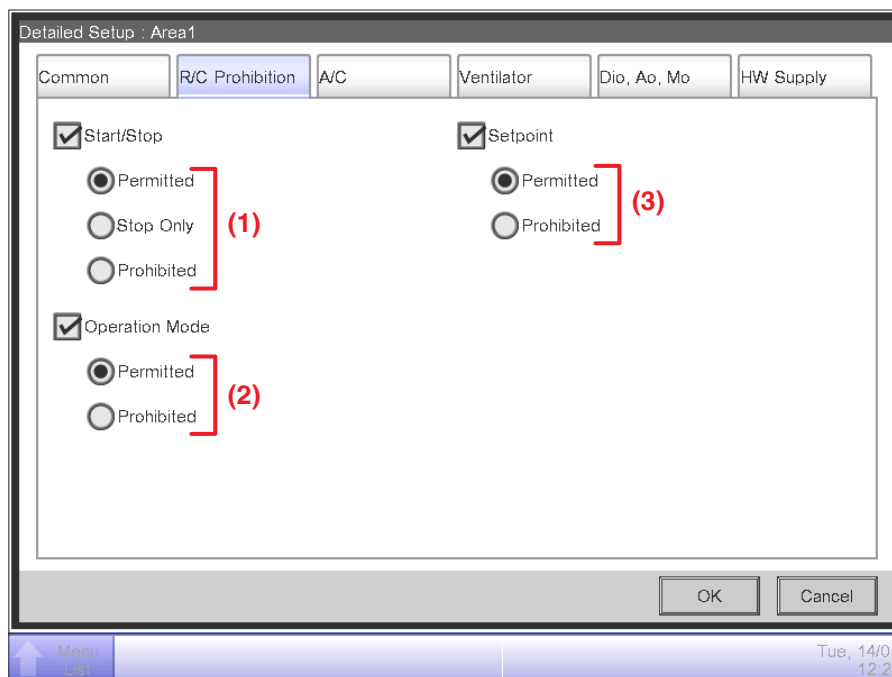 Detailed Setup : Area1
Common R/C Prohibition A/C Ventilator Dio, Ao, Mo HW Supply
Start/Stop
Permitted
Stop Only
Prohibited
(1)
Operation Mode
Permitted
Prohibited
(2)
Setpoint
Permitted
Prohibited
(3)
OK Cancel
Menu
List
Tue, 14/0
12:2